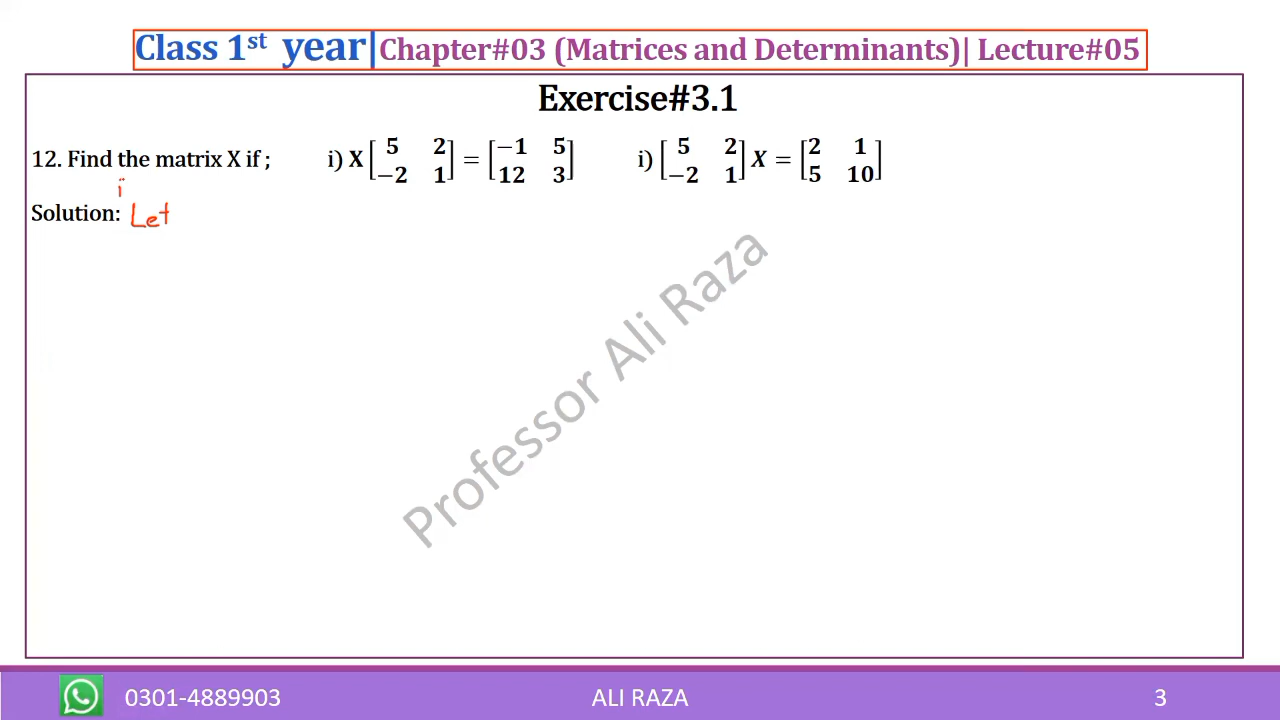 Class 1st year|Chapter#03 (Matrices and Determinants)| Lecture#05
Exercise#3.1
12. Find the matrix X if ; i) X [5 2 −2 1] = [−1 5 12 3] i) [5 2 −2 1] X = [2 1 5 10]
i
Solution: Let
Professor Ali Raza
0301-4889903 ALI RAZA 3